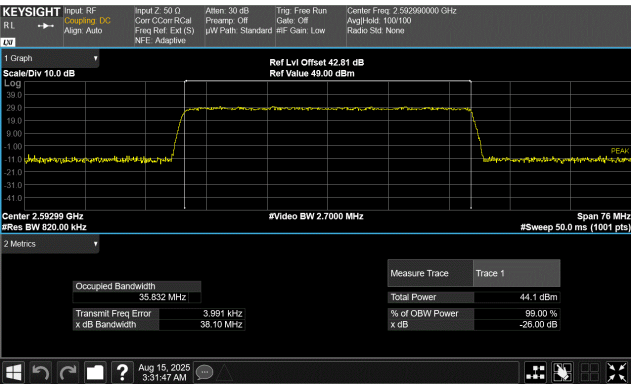 KEYSIGHT Input: RF Input Z: 50 Ω Atten: 30 dB Trig: Free Run Center Freq: 2.592990000 GHz
RL Coupling: DC Corr CCorr RCal Preamp: Off Gate: Off Avg|Hold: 100/100
Align: Auto Freq Ref: Ext (S) µW Path: Standard #IF Gain: Low Radio Std: None
LXI NFE: Adaptive
1 Graph
Ref Lvl Offset 42.81 dB
Scale/Div 10.0 dB Ref Value 49.00 dBm
Log
39.0
29.0
19.0
9.00
-1.00
PEAK
-11.0
-21.0
-31.0
-41.0
Center 2.59299 GHz #Video BW 2.7000 MHz Span 76 MHz
#Res BW 820.00 kHz #Sweep 50.0 ms (1001 pts)
2 Metrics
Measure Trace Trace 1
Occupied Bandwidth
35.832 MHz Total Power 44.1 dBm
Transmit Freq Error 3.991 kHz % of OBW Power 99.00 %
x dB Bandwidth 38.10 MHz x dB -26.00 dB
? Aug 15, 2025
3:31:47 AM